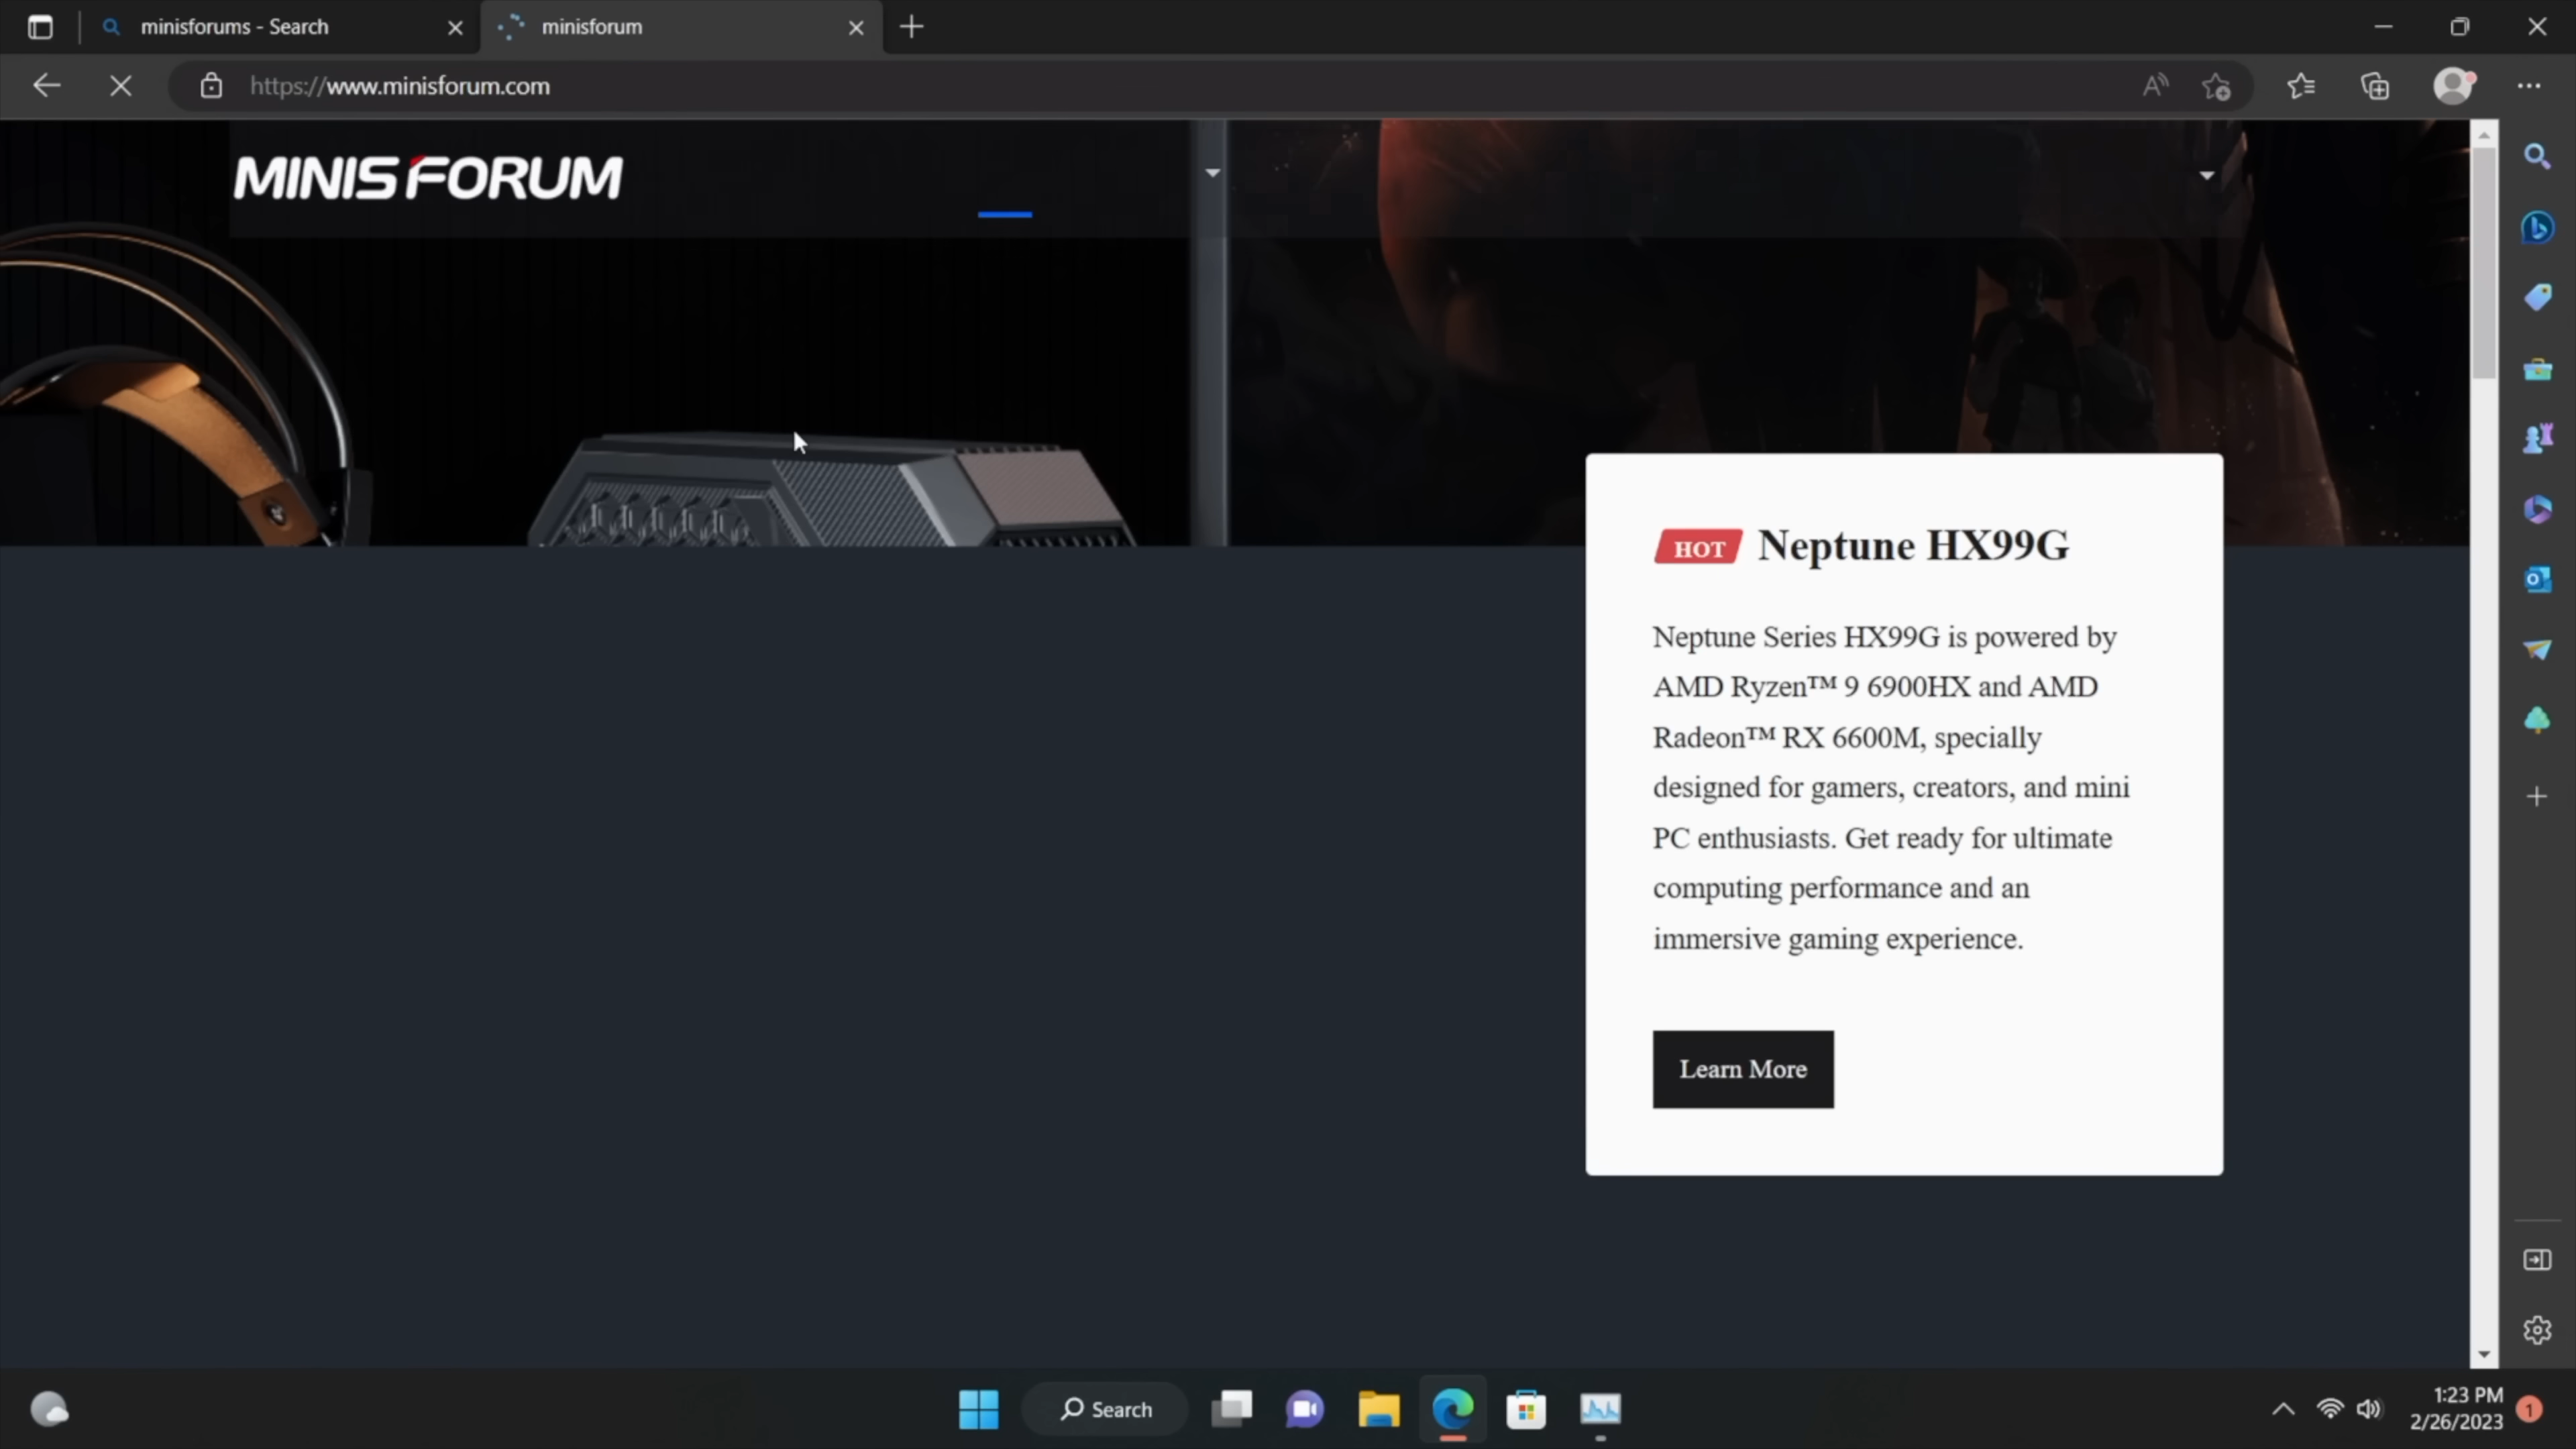 minisforums - Search
minisforum
https://www.minisforum.com
MINISFORUM
HOT Neptune HX99G
Neptune Series HX99G is powered by
AMD Ryzen™ 9 6900HX and AMD
Radeon™ RX 6600M, specially
designed for gamers, creators, and mini
PC enthusiasts. Get ready for ultimate
computing performance and an
immersive gaming experience.
Learn More
Search
1:23 PM
2/26/2023
1